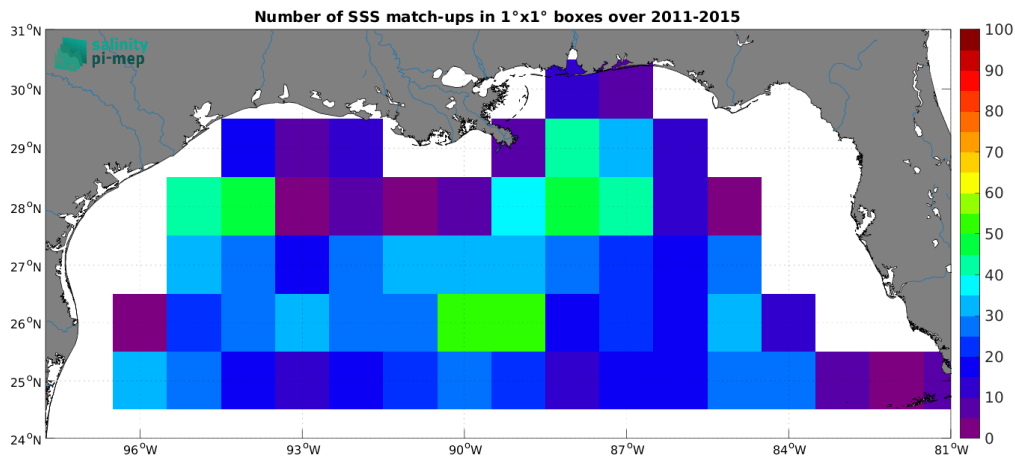 Number of SSS match-ups in 1°x1° boxes over 2011-2015
salinity
pi-mep
31°N
30°N
29°N
28°N
27°N
26°N
25°N
24°N
96°W 93°W 90°W 87°W 84°W 81°W
100
90
80
70
60
50
40
30
20
10
0